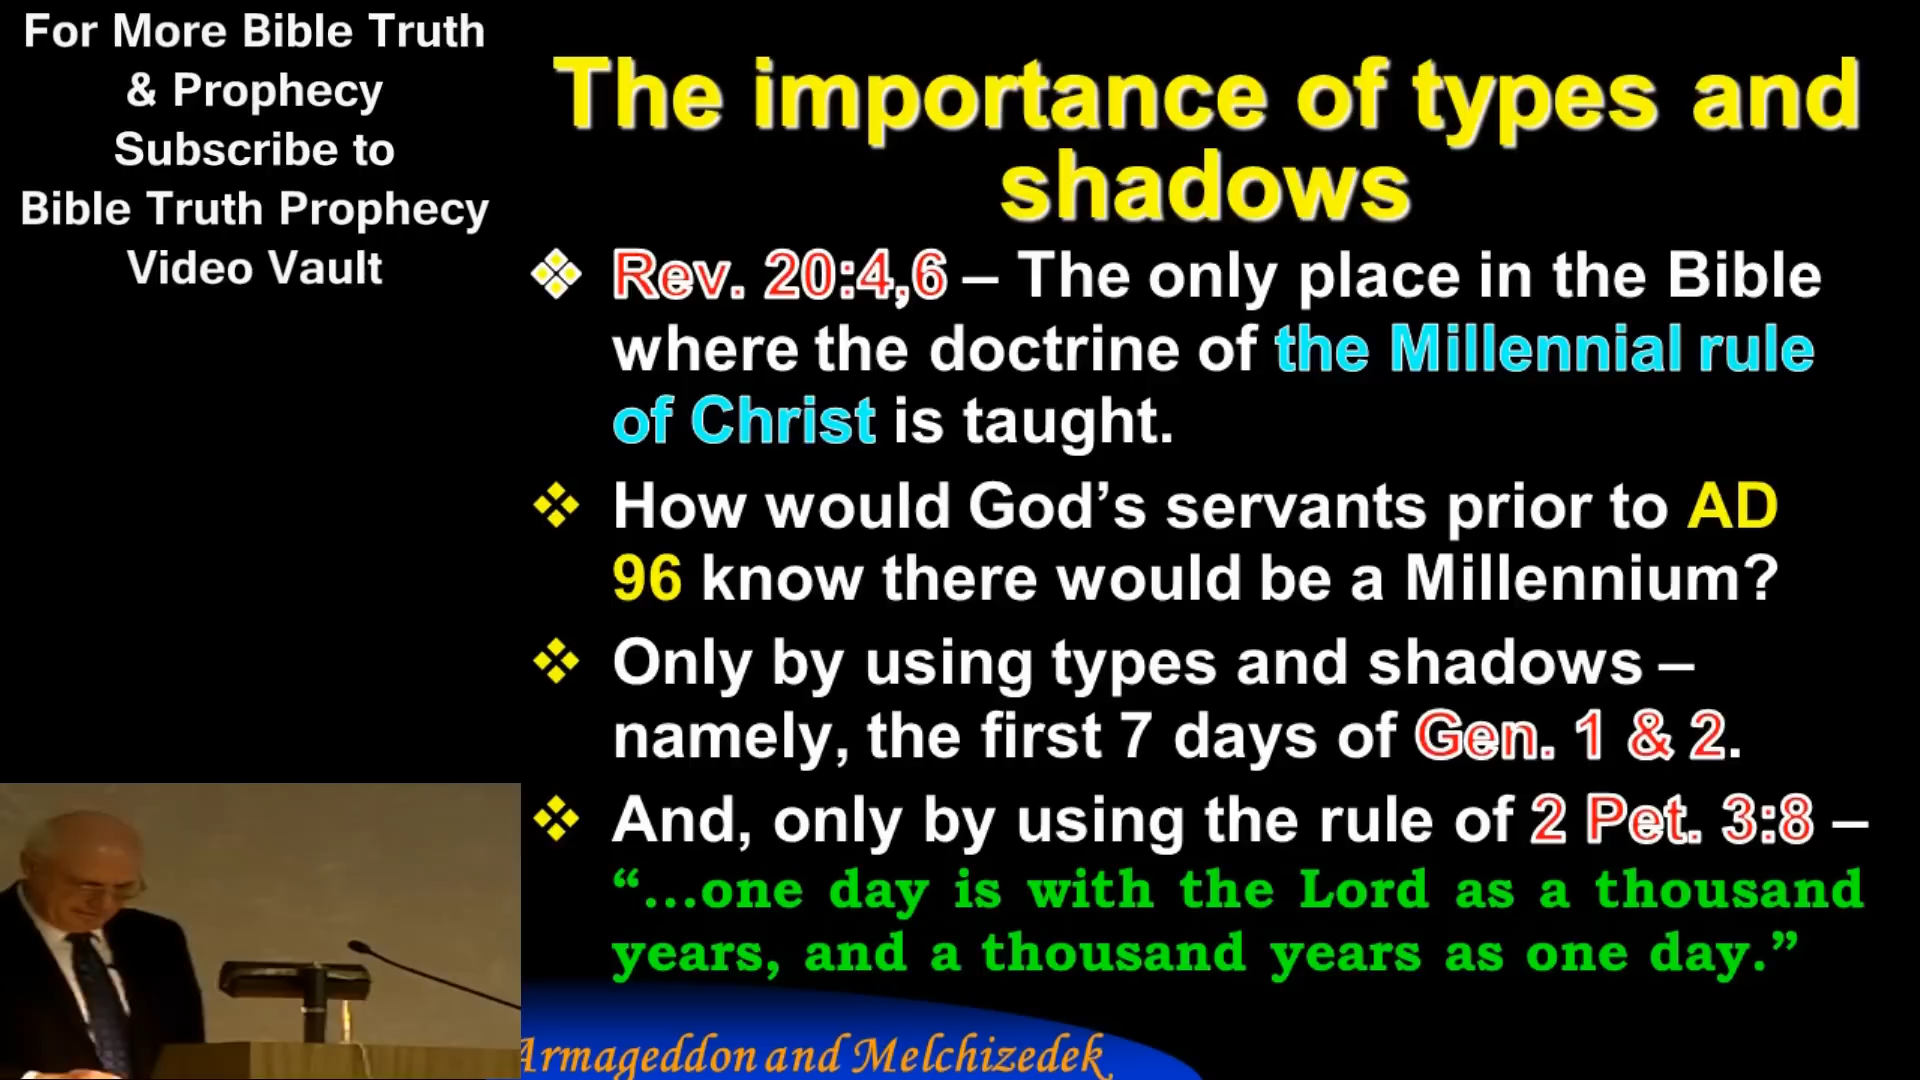 For More Bible Truth
& Prophecy
Subscribe to
Bible Truth Prophecy
Video Vault
The importance of types and
shadows
Rev. 20:4,6 – The only place in the Bible
where the doctrine of the Millennial rule
of Christ is taught.
How would God’s servants prior to AD
96 know there would be a Millennium?
Only by using types and shadows –
namely, the first 7 days of Gen. 1 & 2.
And, only by using the rule of 2 Pet. 3:8 –
“...one day is with the Lord as a thousand
years, and a thousand years as one day.”
Armageddon and Melchizedek